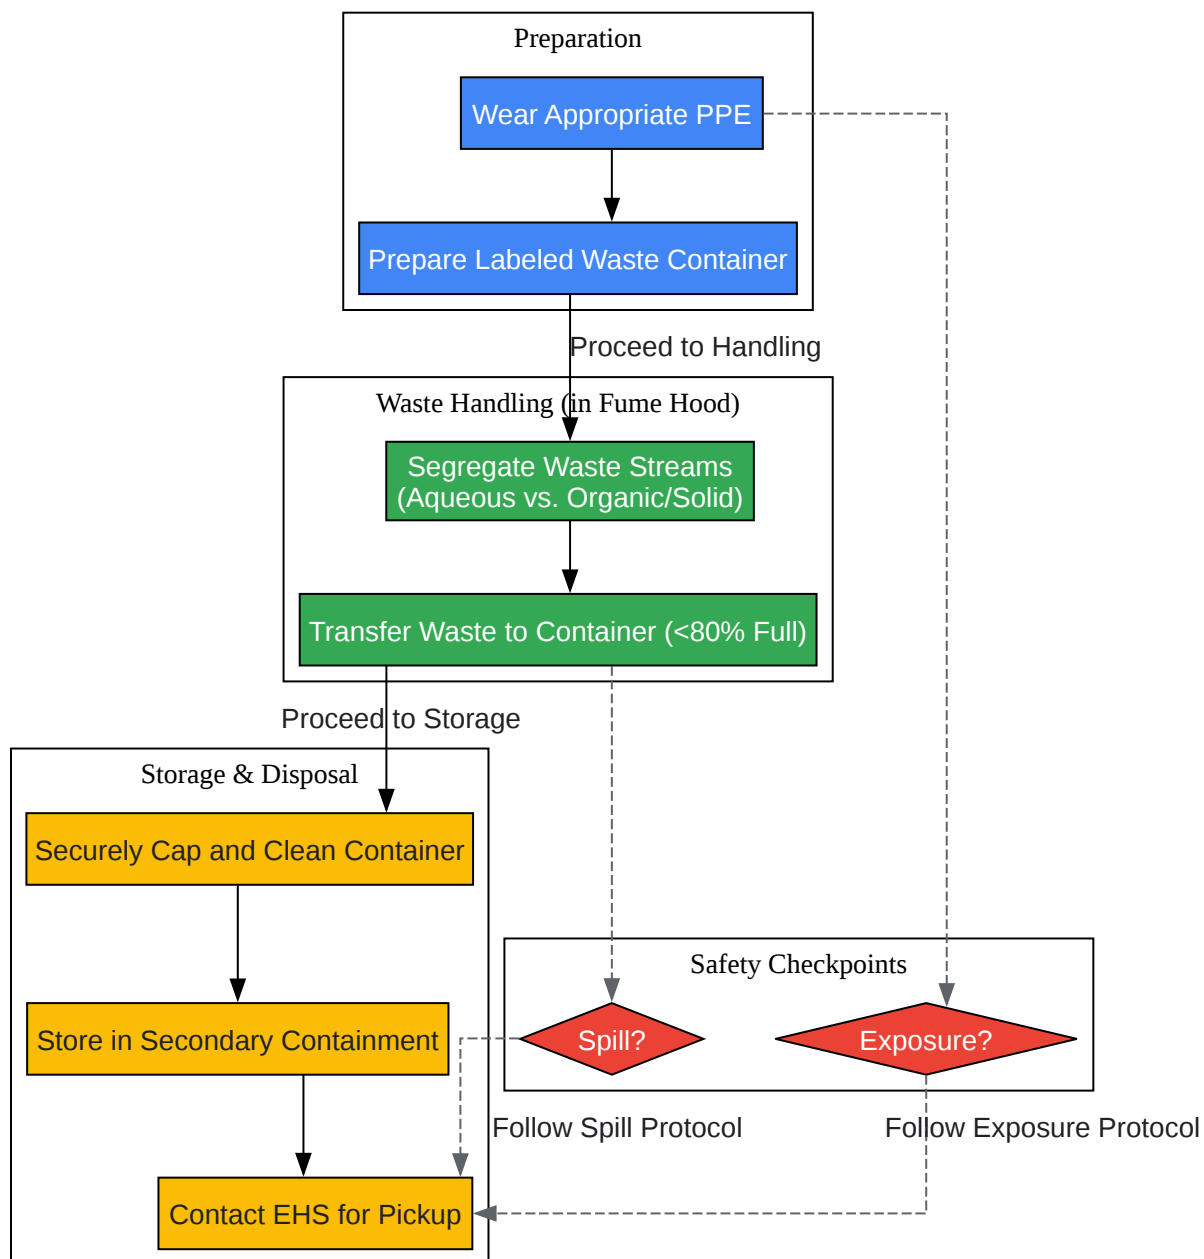 Preparation
Wear Appropriate PPE
Prepare Labeled Waste Container
Proceed to Handling
Waste Handling (in Fume Hood)
Segregate Waste Streams
(Aqueous vs. Organic/Solid)
Transfer Waste to Container (<80% Full)
Proceed to Storage
Storage & Disposal
Securely Cap and Clean Container
Store in Secondary Containment
Safety Checkpoints
Spill?
Exposure?
Follow Spill Protocol
Follow Exposure Protocol
Contact EHS for Pickup